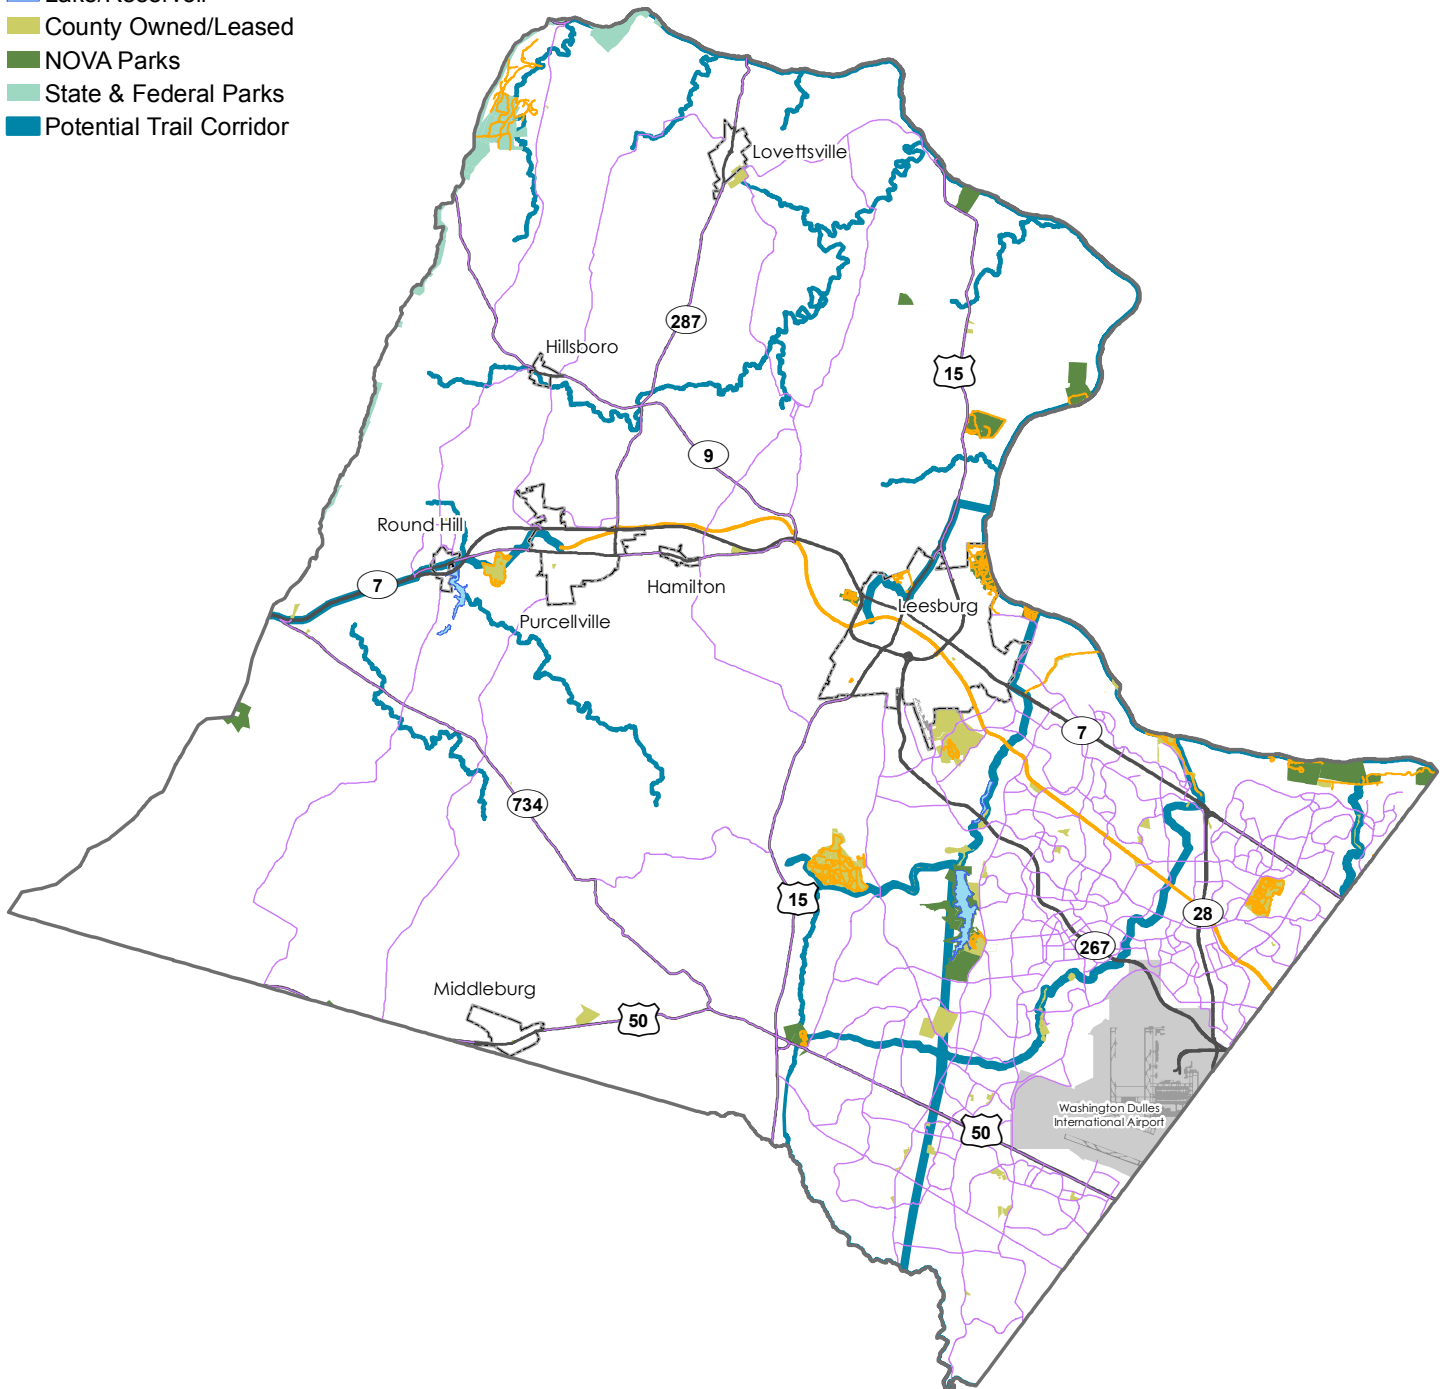 County Owned/Leased
NOVA Parks
State & Federal Parks
Potential Trail Corridor
Lovettsville
287
Hillsboro
15
9
Round Hill
7
Hamilton
Leesburg
Purcellville
7
734
15
28
267
Middleburg
50
Washington Dulles
International Airport
50